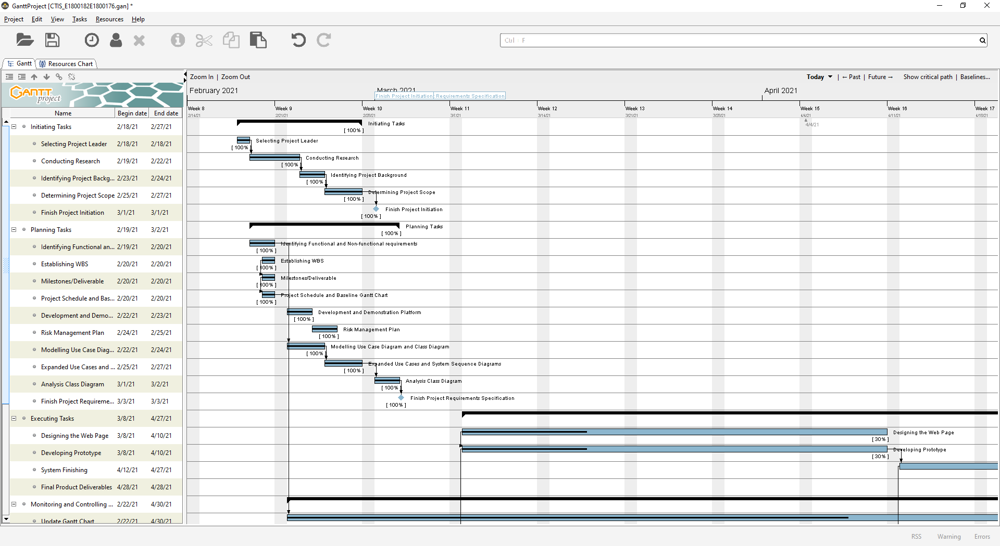 GanttProject [CTIS_E1800182E1800176.gan] *
Project Edit View Tasks Resources Help
Gantt Resources Chart
Zoom In | Zoom Out
Today | ← Past | Future → Show critical path | Baselines...
GANTT project
February 2021 March 2021 April 2021
Finish Project Initiation Requirements Specification
Week 8 Week 9 Week 10 Week 11 Week 12 Week 13 Week 14 Week 15 Week 16 Week 17
2/14/21 2/21/21 2/28/21 3/7/21 3/14/21 3/21/21 3/28/21 4/4/21 4/11/21 4/18/21
Name Begin date End date
4/4/21
Initiating Tasks 2/18/21 2/27/21
Selecting Project Leader 2/18/21 2/18/21
Conducting Research 2/19/21 2/22/21
Identifying Project Backg... 2/23/21 2/24/21
Determining Project Scope 2/25/21 2/27/21
Finish Project Initiation 3/1/21 3/1/21
Planning Tasks 2/19/21 3/2/21
Identifying Functional an... 2/19/21 2/20/21
Establishing WBS 2/20/21 2/20/21
Milestones/Deliverable 2/20/21 2/20/21
Project Schedule and Bas... 2/20/21 2/20/21
Development and Demo... 2/22/21 2/23/21
Risk Management Plan 2/24/21 2/25/21
Modelling Use Case Diag... 2/22/21 2/24/21
Expanded Use Cases and ... 2/25/21 2/27/21
Analysis Class Diagram 3/1/21 3/2/21
Finish Project Requireme... 3/3/21 3/3/21
Executing Tasks 3/8/21 4/27/21
Designing the Web Page 3/8/21 4/10/21
Developing Prototype 3/8/21 4/10/21
System Finishing 4/12/21 4/27/21
Final Product Deliverables 4/28/21 4/28/21
Monitoring and Controlling ... 2/22/21 4/30/21
Update Gantt Chart 2/22/21 4/30/21
Initiating Tasks
[ 100% ]
Selecting Project Leader
[ 100% ]
Conducting Research
[ 100% ]
Identifying Project Background
[ 100% ]
Determining Project Scope
[ 100% ]
Finish Project Initiation
[ 100% ]
Planning Tasks
[ 100% ]
Identifying Functional and Non-functional requirements
[ 100% ]
Establishing WBS
[ 100% ]
Milestones/Deliverable
[ 100% ]
Project Schedule and Baseline Gantt Chart
[ 100% ]
Development and Demonstration Platform
[ 100% ]
Risk Management Plan
[ 100% ]
Modelling Use Case Diagram and Class Diagram
[ 100% ]
Expanded Use Cases and System Sequence Diagrams
[ 100% ]
Analysis Class Diagram
[ 100% ]
Finish Project Requirements Specification
[ 100% ]
Designing the Web Page
[ 30% ]
Developing Prototype
[ 30% ]
RSS Warning Errors